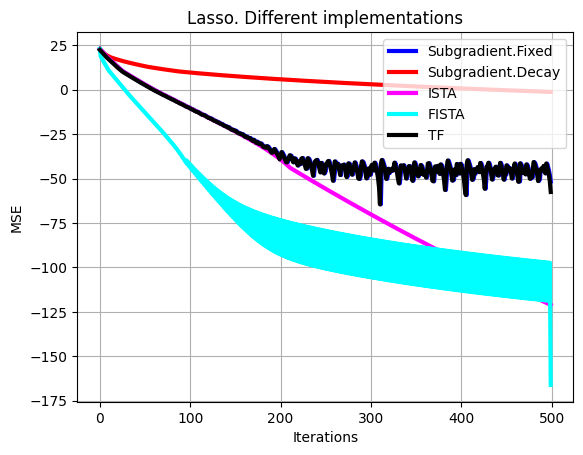 Lasso. Different implementations
25
0
−25
−50
−75
−100
−125
−150
−175
MSE
Subgradient.Fixed
Subgradient.Decay
ISTA
FISTA
TF
0 100 200 300 400 500
Iterations